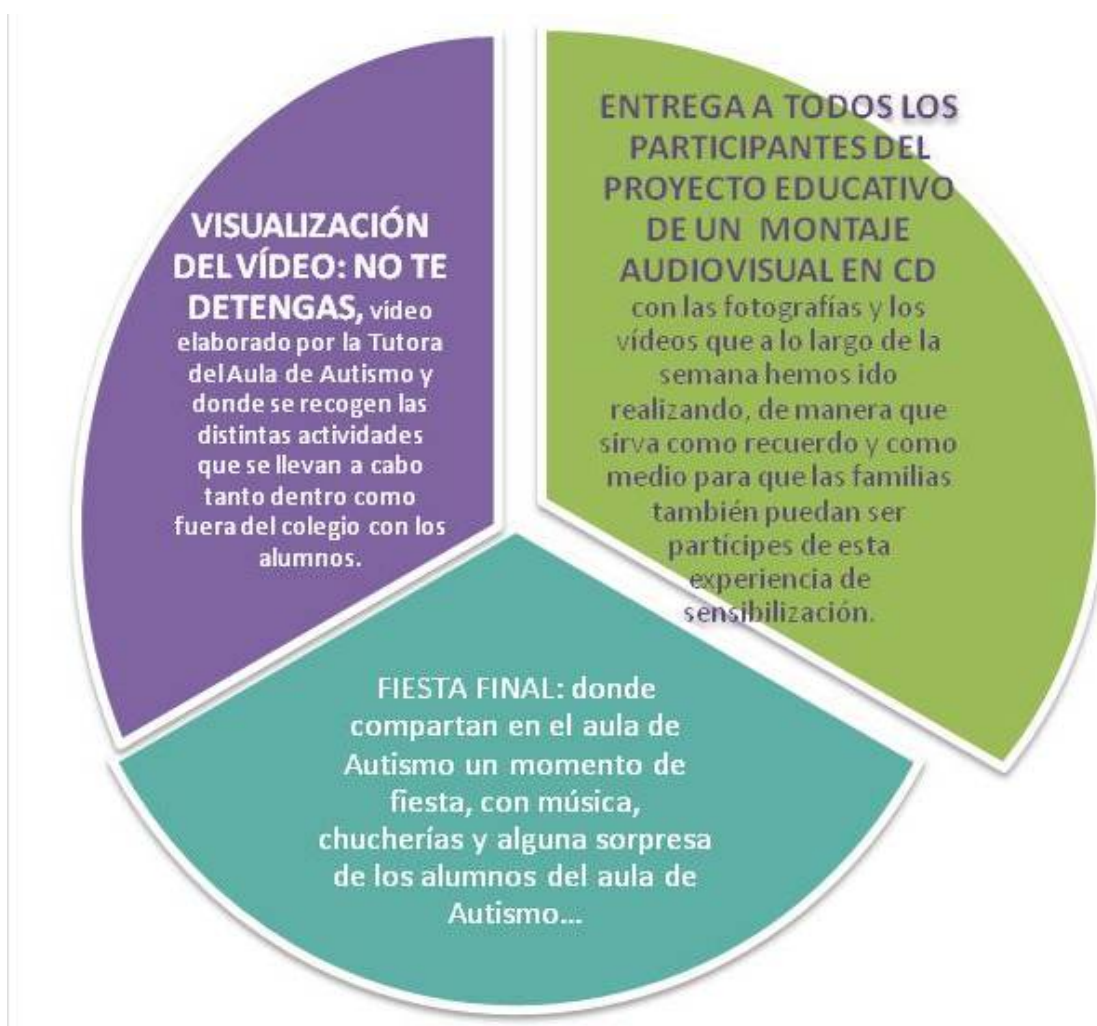 VISUALIZACIÓN
DEL VÍDEO: NO TE
DETENGAS, vídeo
elaborado por la Tutora
del Aula de Autismo y
donde se recogen las
distintas actividades
que se llevan a cabo
tanto dentro como
fuera del colegio con los
alumnos.
ENTREGA A TODOS LOS
PARTICIPANTES DEL
PROYECTO EDUCATIVO
DE UN MONTAJE
AUDIOVISUAL EN CD
con las fotografías y los
vídeos que a lo largo de la
semana hemos ido
realizando, de manera que
sirva como recuerdo y como
medio para que las familias
también puedan ser
partícipes de esta
experiencia de
sensibilización.
FIESTA FINAL: donde
compartan en el aula de
Autismo un momento de
fiesta, con música,
chucherías y alguna sorpresa
de los alumnos del aula de
Autismo...